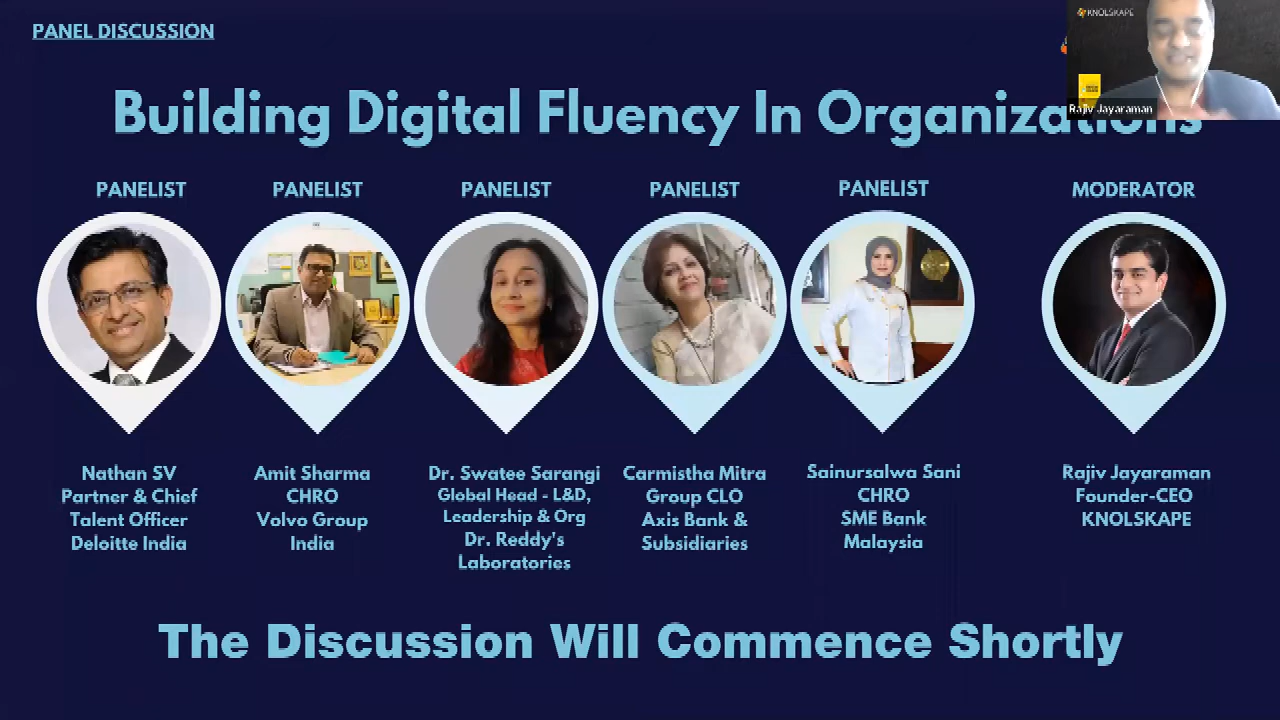 PANEL DISCUSSION
KNOLSKAPE
Rajiv Jayaraman
Building Digital Fluency In Organizations
PANELIST
PANELIST
PANELIST
PANELIST
PANELIST
MODERATOR
Nathan SV
Partner & Chief
Talent Officer
Deloitte India
Amit Sharma
CHRO
Volvo Group
India
Dr. Swatee Sarangi
Global Head - L&D,
Leadership & Org
Dr. Reddy's
Laboratories
Carmistha Mitra
Group CLO
Axis Bank &
Subsidiaries
Sainursalwa Sani
CHRO
SME Bank
Malaysia
Rajiv Jayaraman
Founder-CEO
KNOLSKAPE
The Discussion Will Commence Shortly